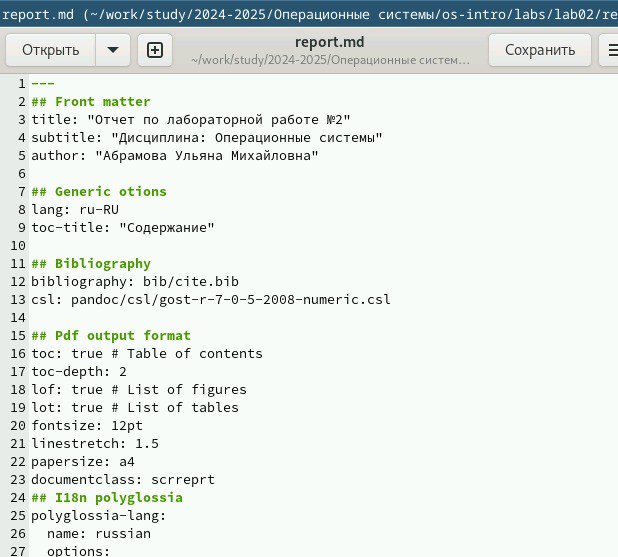 report.md (~/work/study/2024-2025/Операционные системы/os-intro/labs/lab02/re
Открыть
report.md
~/work/study/2024-2025/Операционные систем…
Сохранить
1 ---
2 ## Front matter
3 title: "Отчет по лабораторной работе №2"
4 subtitle: "Дисциплина: Операционные системы"
5 author: "Абрамова Ульяна Михайловна"
6
7 ## Generic otions
8 lang: ru-RU
9 toc-title: "Содержание"
10
11 ## Bibliography
12 bibliography: bib/cite.bib
13 csl: pandoc/csl/gost-r-7-0-5-2008-numeric.csl
14
15 ## Pdf output format
16 toc: true # Table of contents
17 toc-depth: 2
18 lof: true # List of figures
19 lot: true # List of tables
20 fontsize: 12pt
21 linestretch: 1.5
22 papersize: a4
23 documentclass: scrreprt
24 ## I18n polyglossia
25 polyglossia-lang:
26   name: russian
27   options: